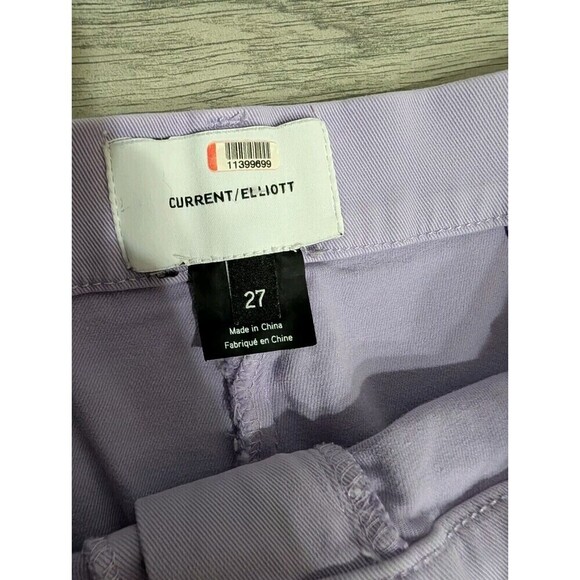 11399699
CURRENT/ELLIOTT
27
Made in China
Fabriqué en Chine